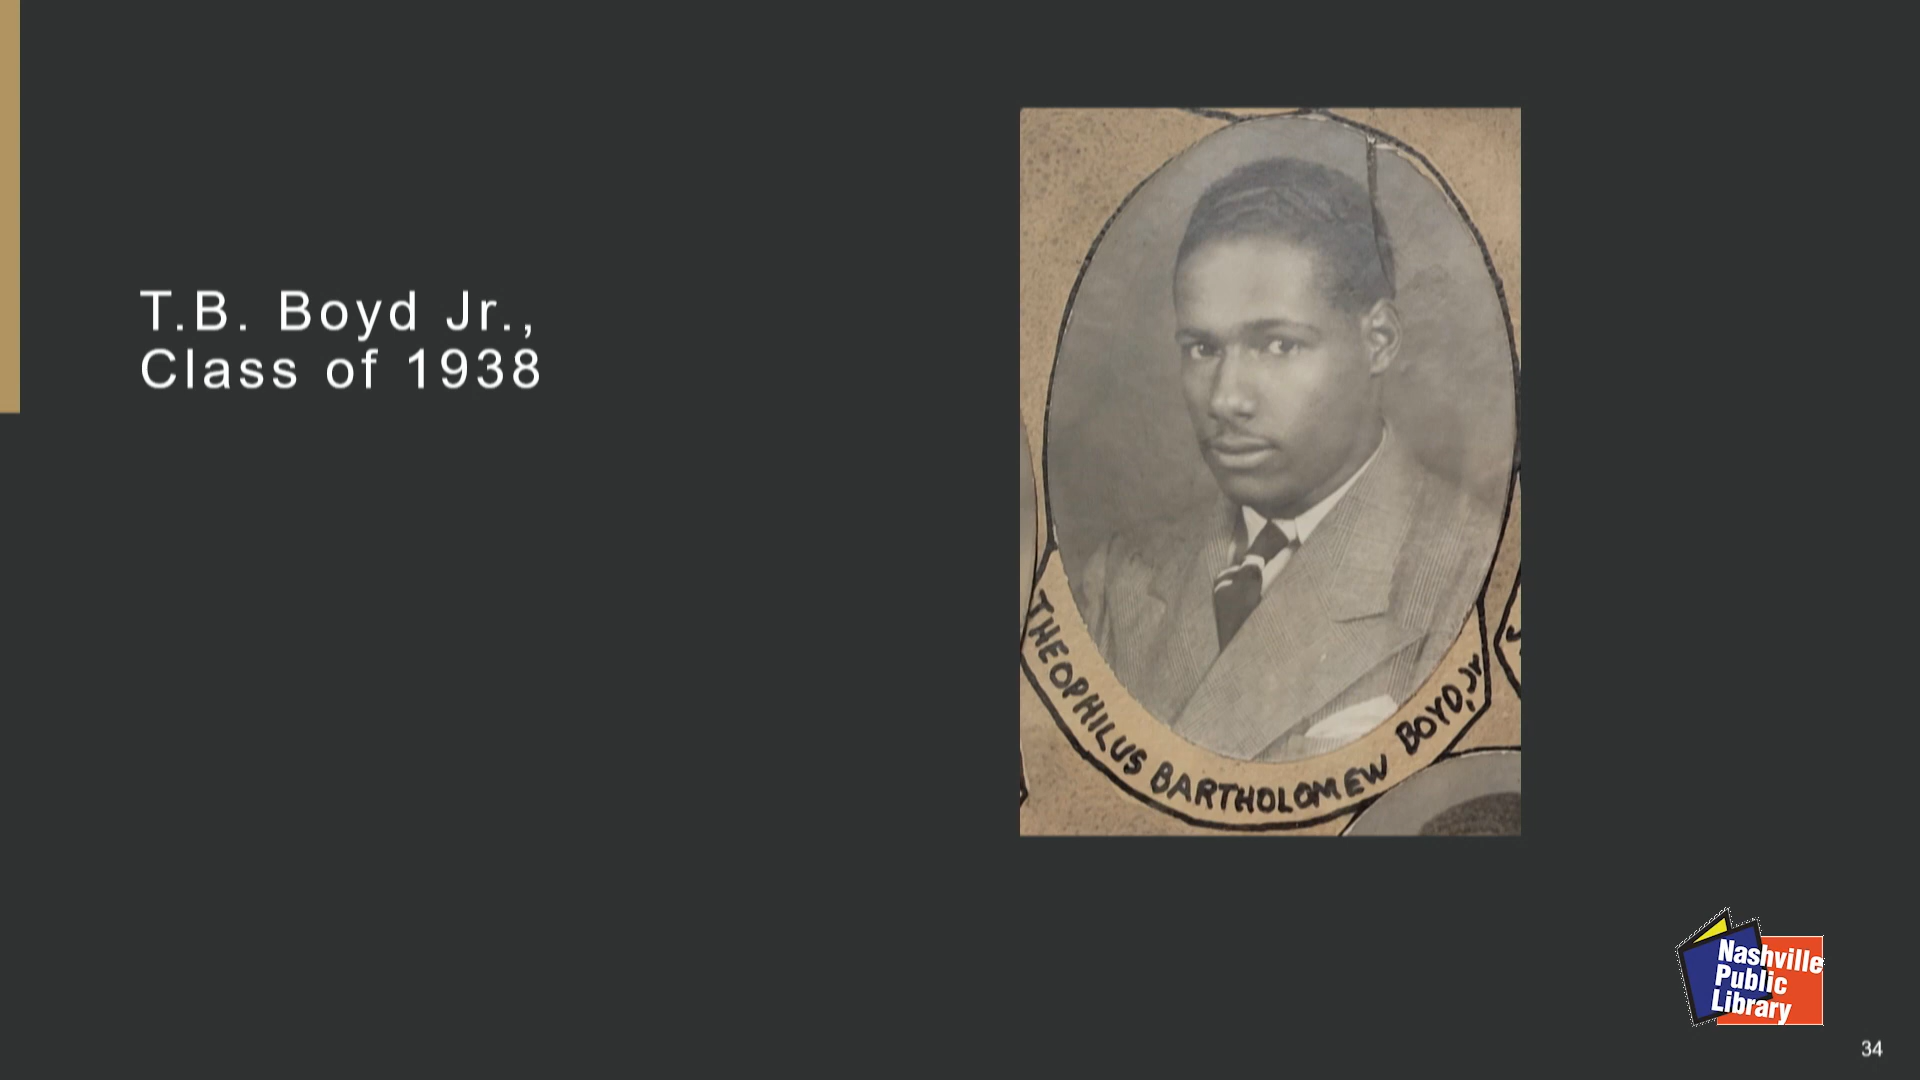 T.B. Boyd Jr.,
Class of 1938
THEOPHILUS BARTHOLOMEW BOYD, Jr
Nashville
Public
Library
34